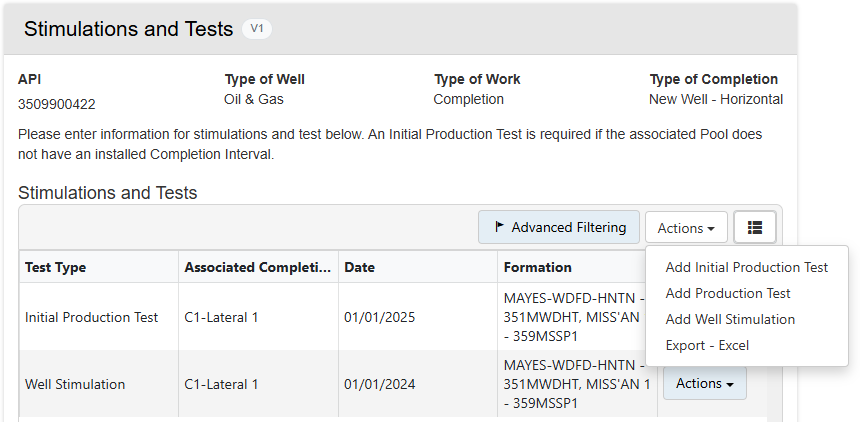 Stimulations and Tests V1
API Type of Well Type of Work Type of Completion
3509900422 Oil & Gas Completion New Well - Horizontal
Please enter information for stimulations and test below. An Initial Production Test is required if the associated Pool does
not have an installed Completion Interval.
Stimulations and Tests
Advanced Filtering Actions
Add Initial Production Test
Add Production Test
Add Well Stimulation
Export - Excel
Test Type Associated Completi... Date Formation
Initial Production Test C1-Lateral 1 01/01/2025 MAYES-WDFD-HNTN -
351MWDHT, MISS'AN
- 359MSSP1
Well Stimulation C1-Lateral 1 01/01/2024 MAYES-WDFD-HNTN -
351MWDHT, MISS'AN 1
- 359MSSP1
Actions